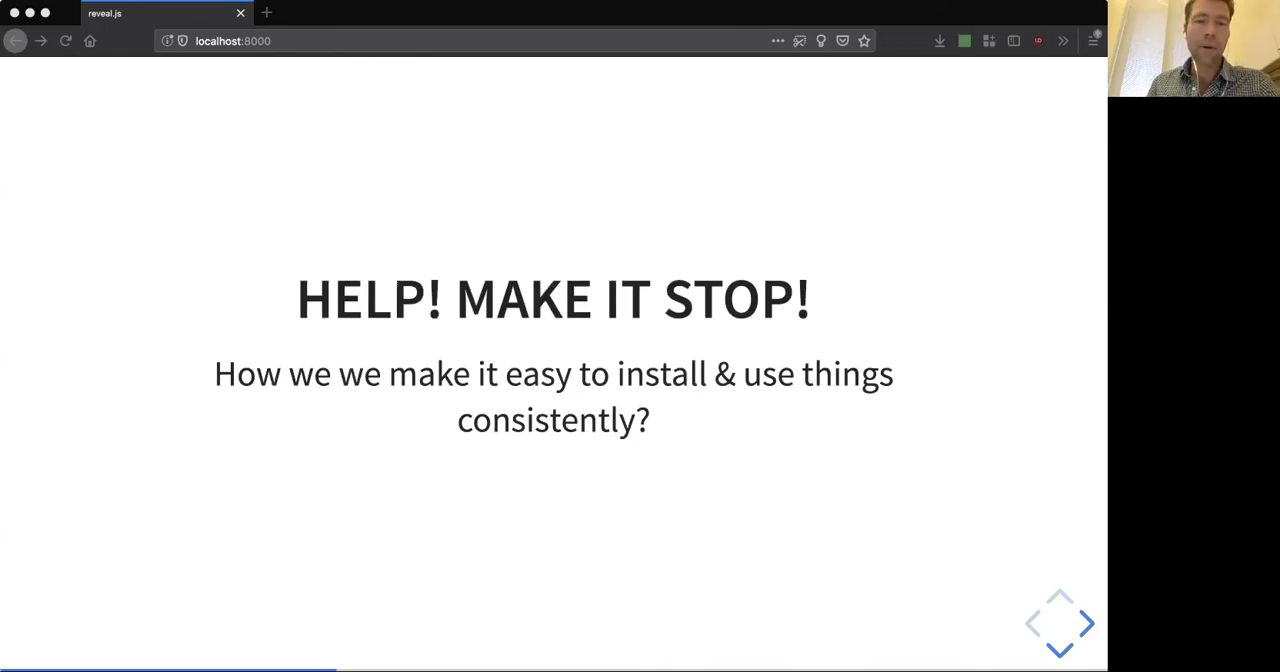 reveal.js
localhost:8000
HELP! MAKE IT STOP!
How we we make it easy to install & use things
consistently?